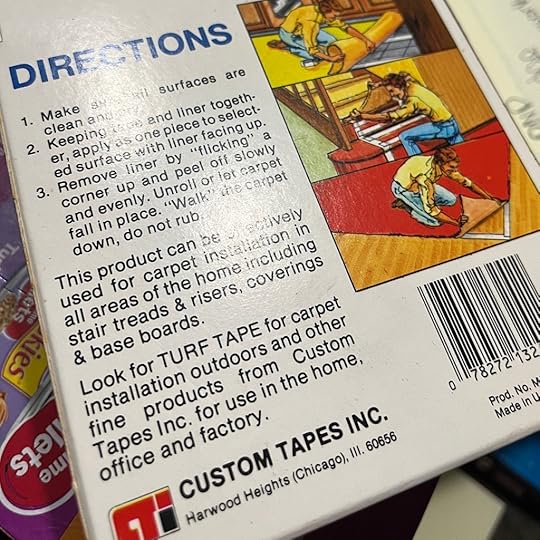 DIRECTIONS
1. Make sure all surfaces are
clean and
2. Keeping tape and liner togeth-
er, apply as one piece to select-
ed surface with liner facing up.
3. Remove liner by "flicking" a
corner up and peel off slowly
and evenly. Unroll or let carpet
fall in place. "Walk" the carpet
down, do not rub.
This product can be effectively
used for carpet installation in
all areas of the home including
stair treads & risers, coverings
& base boards.
Look for TURF TAPE for carpet
installation outdoors and other
fine products from Custom
Tapes Inc. for use in the home,
office and factory.
CUSTOM TAPES INC.
Harwood Heights (Chicago), Ill. 60656
0 78272 132
Prod. No. M
Made in U